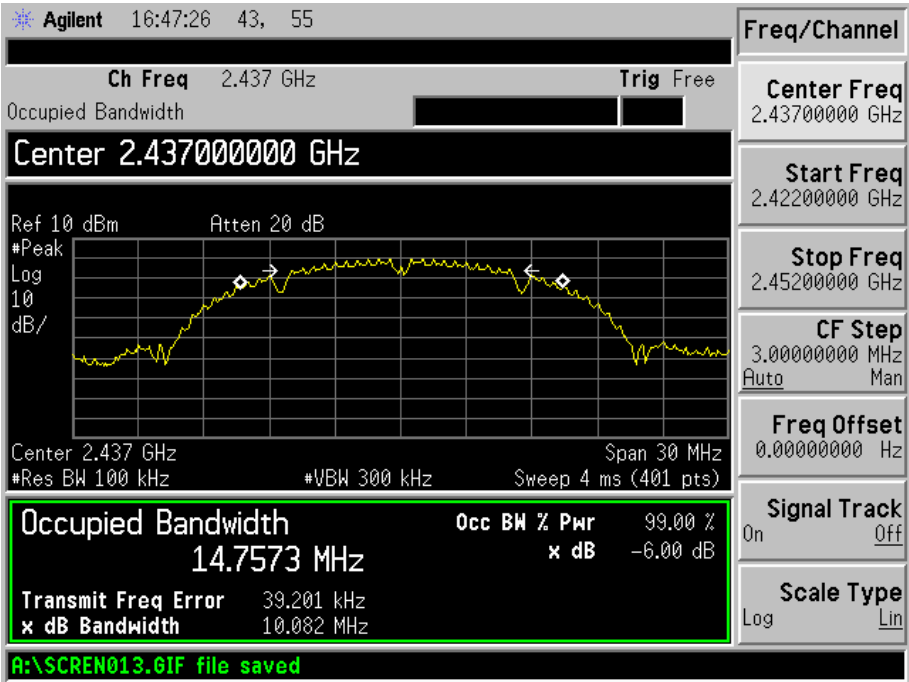 Agilent 16:47:26 43, 55
Ch Freq 2.437 GHz Trig Free
Occupied Bandwidth
Center 2.437000000 GHz
Ref 10 dBm Atten 20 dB
#Peak
Log
10
dB/
Center 2.437 GHz Span 30 MHz
#Res BW 100 kHz #VBW 300 kHz Sweep 4 ms (401 pts)
Occupied Bandwidth
14.7573 MHz
Occ BW % Pwr 99.00 %
x dB -6.00 dB
Transmit Freq Error 39.201 kHz
x dB Bandwidth 10.082 MHz
A:\SCREN013.GIF file saved
Freq/Channel
Center Freq
2.43700000 GHz
Start Freq
2.42200000 GHz
Stop Freq
2.45200000 GHz
CF Step
3.00000000 MHz
Auto Man
Freq Offset
0.00000000 Hz
Signal Track
On Off
Scale Type
Log Lin